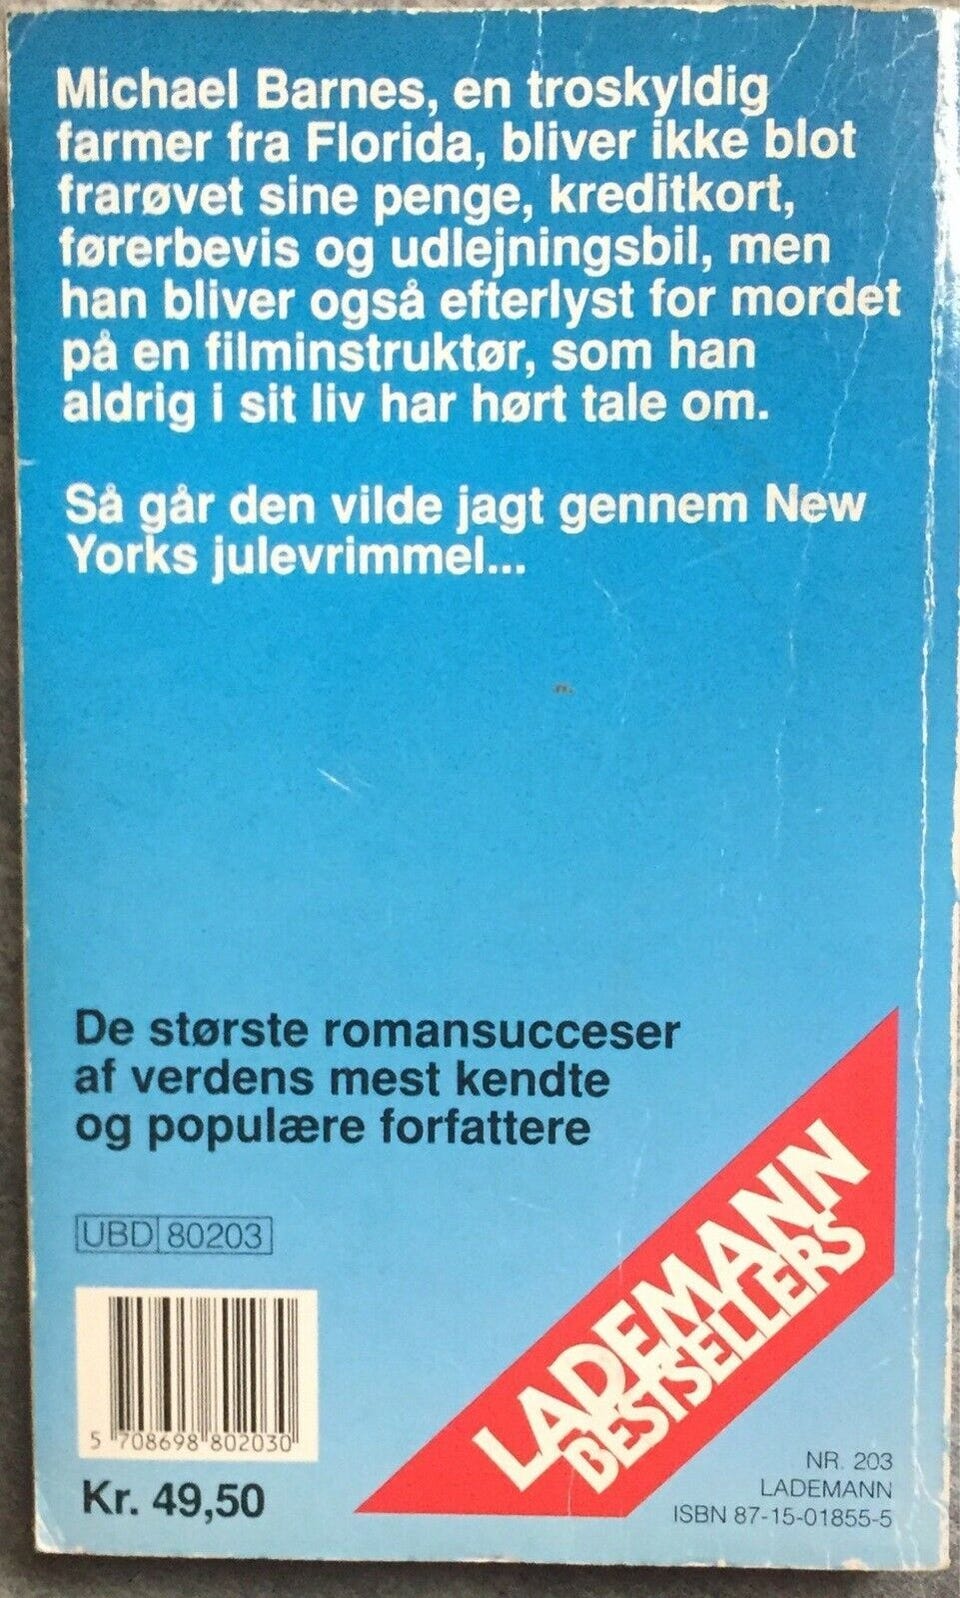 Michael Barnes, en troskyldig
farmer fra Florida, bliver ikke blot
frarøvet sine penge, kreditkort,
førerbevis og udlejningsbil, men
han bliver også efterlyst for mordet
på en filminstruktør, som han
aldrig i sit liv har hørt tale om.
Så går den vilde jagt gennem New
Yorks julevrimmel...
De største romansucceser
af verdens mest kendte
og populære forfattere
UBD 80203
5 708698 802030
Kr. 49,50
LADEMANN
BESTSELLERS
NR. 203
LADEMANN
ISBN 87-15-01855-5